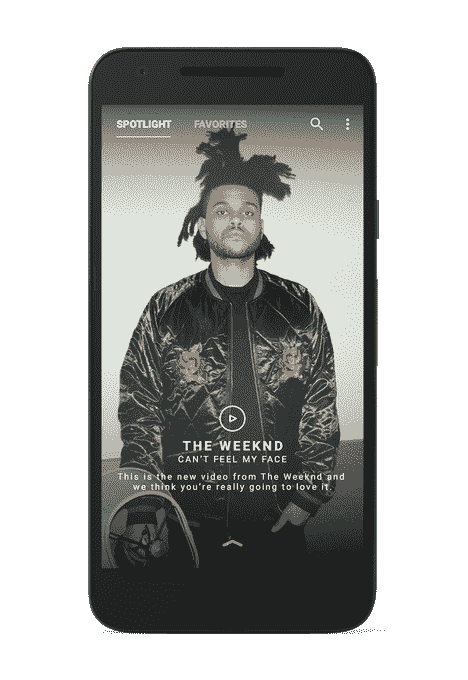 SPOTLIGHT FAVORITES
THE WEEKND
CAN'T FEEL MY FACE
This is the new video from The Weeknd and
we think you're really going to love it.